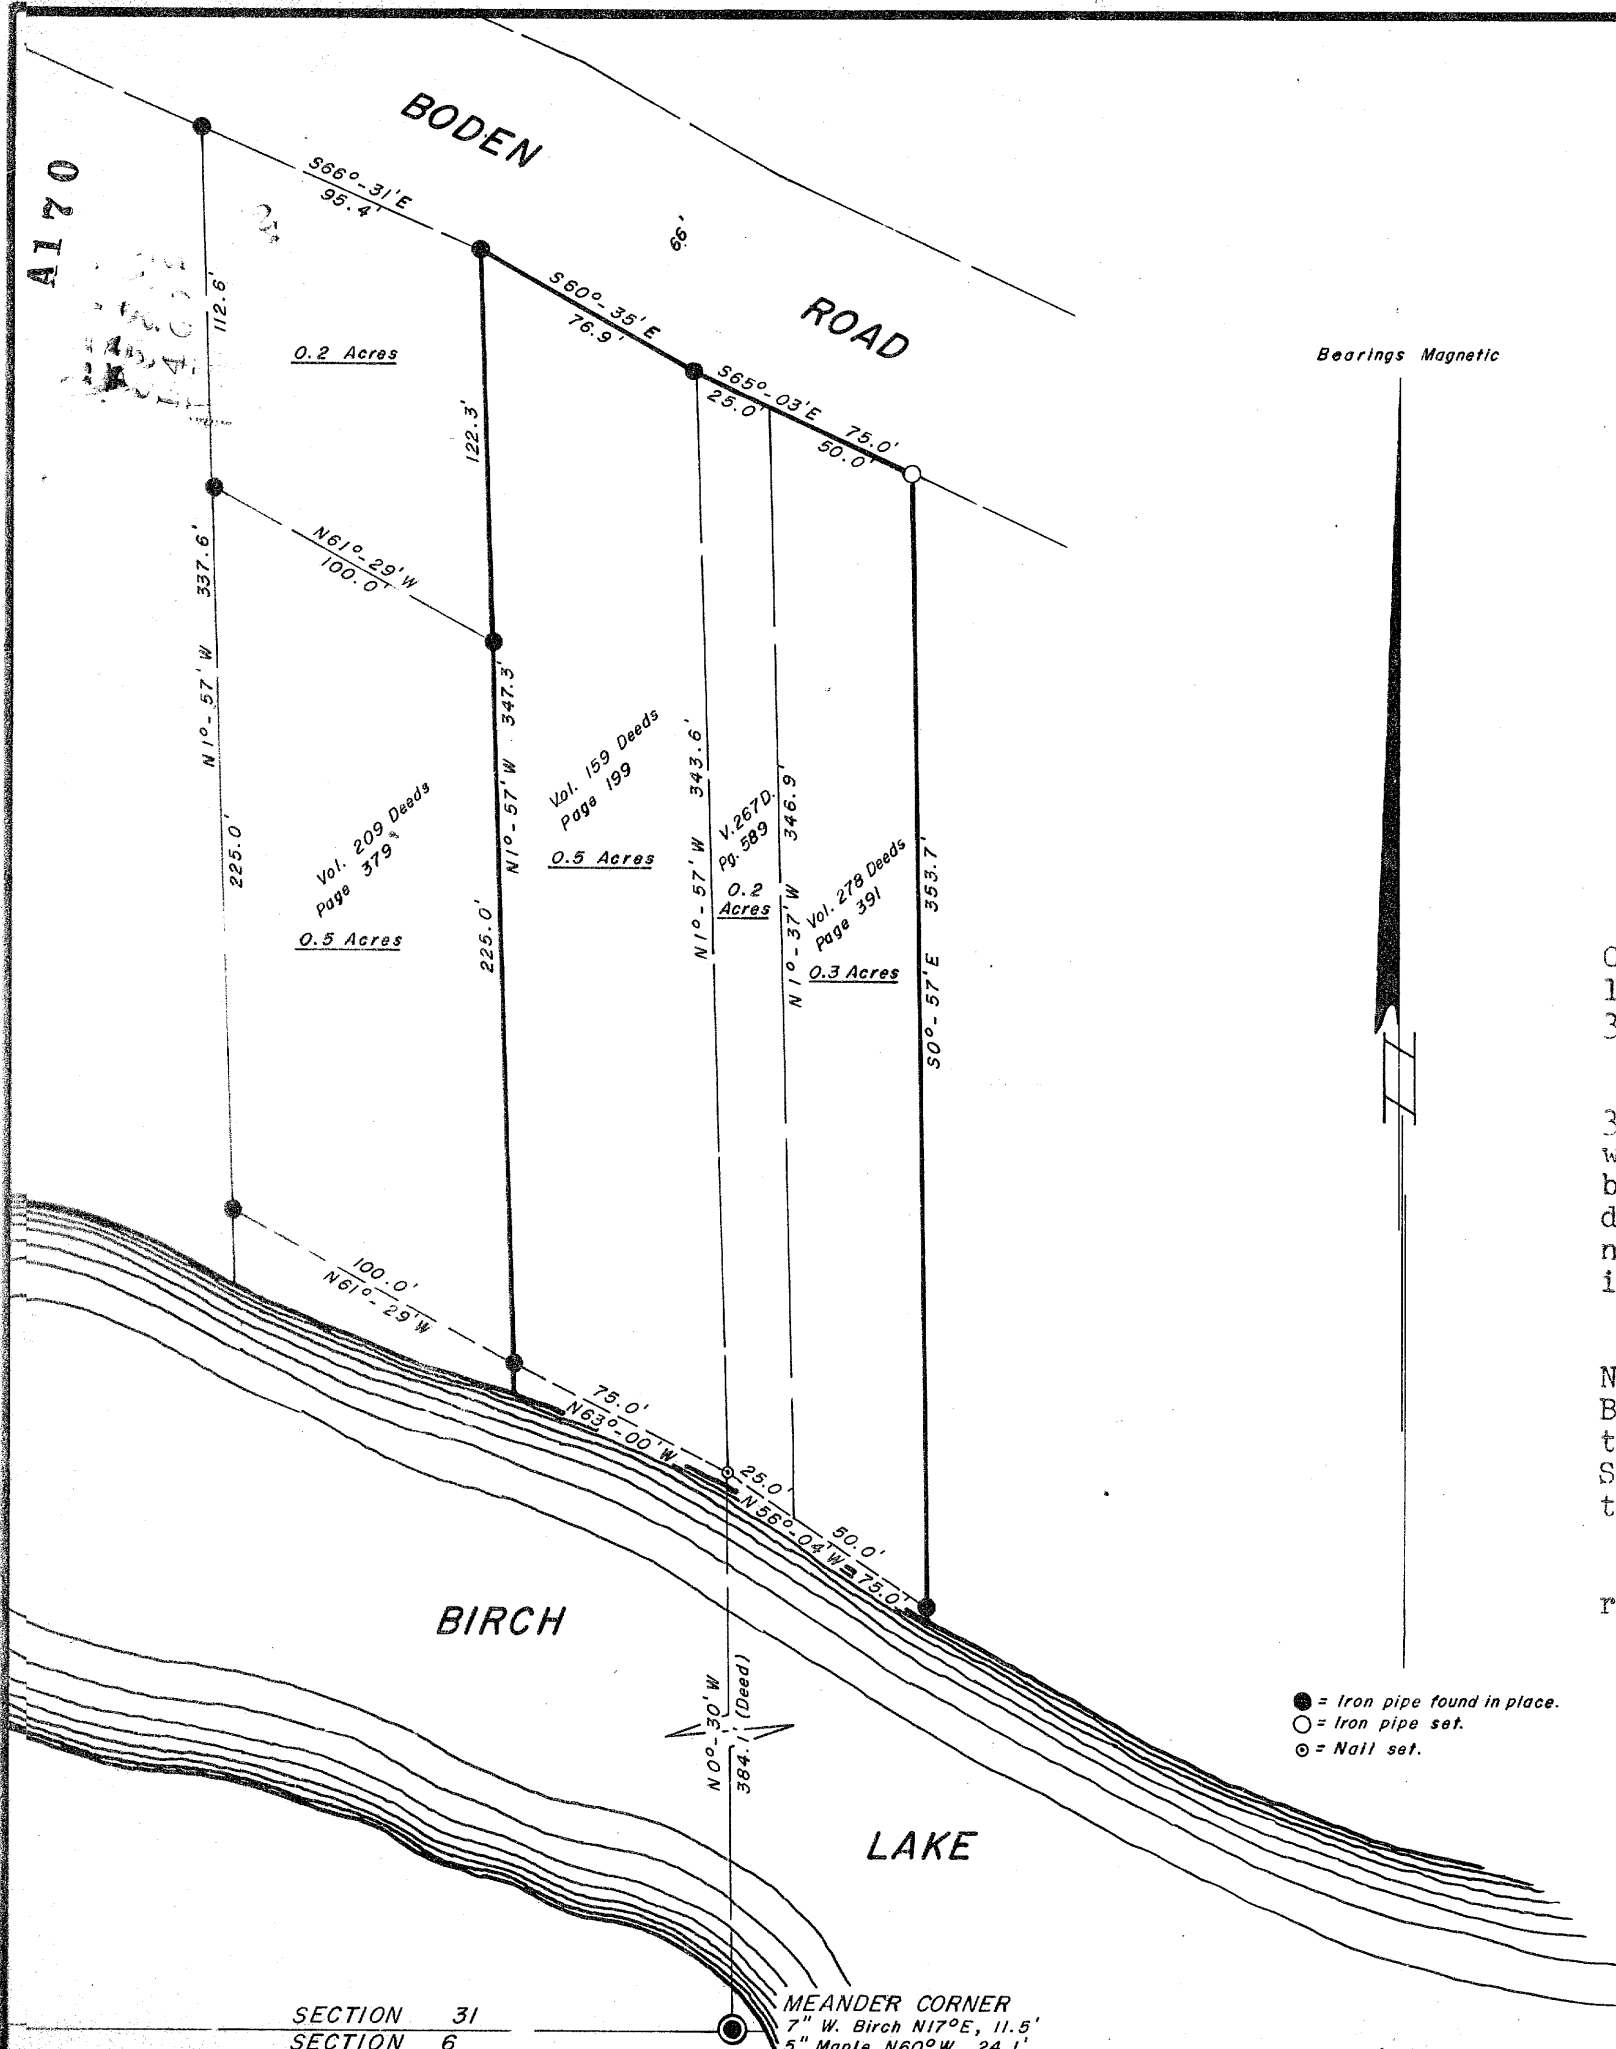 BODEN
ROAD
A170
S66°-31'E
95.4'
66'
S60°-35'E
76.9'
S65°-03'E
25.0'
75.0'
50.0'
112.6'
0.2 Acres
122.3'
Bearings Magnetic
N61°-29'W
100.0'
N1°-57'W 337.6'
225.0'
Vol. 209 Deeds
Page 379
0.5 Acres
N1°-57'W 347.3'
225.0'
Vol. 159 Deeds
Page 199
0.5 Acres
N1°-57'W 343.6'
V.267D.
Pg. 589
0.2
Acres
N1°-37'W 346.9'
Vol. 278 Deeds
Page 391
0.3 Acres
S0°-57'E 353.7'
100.0'
N61°-29'W
75.0'
N63°-00'W
25.0'
N56°-04'W
50.0'
75.0'
BIRCH
LAKE
N0°-30'W
384.1 (Deed)
= Iron pipe found in place.
= Iron pipe set.
= Nail set.
SECTION 31
SECTION 6
MEANDER CORNER
7" W. Birch N17°E, 11.5'
5" Maple N60°W, 24.1'